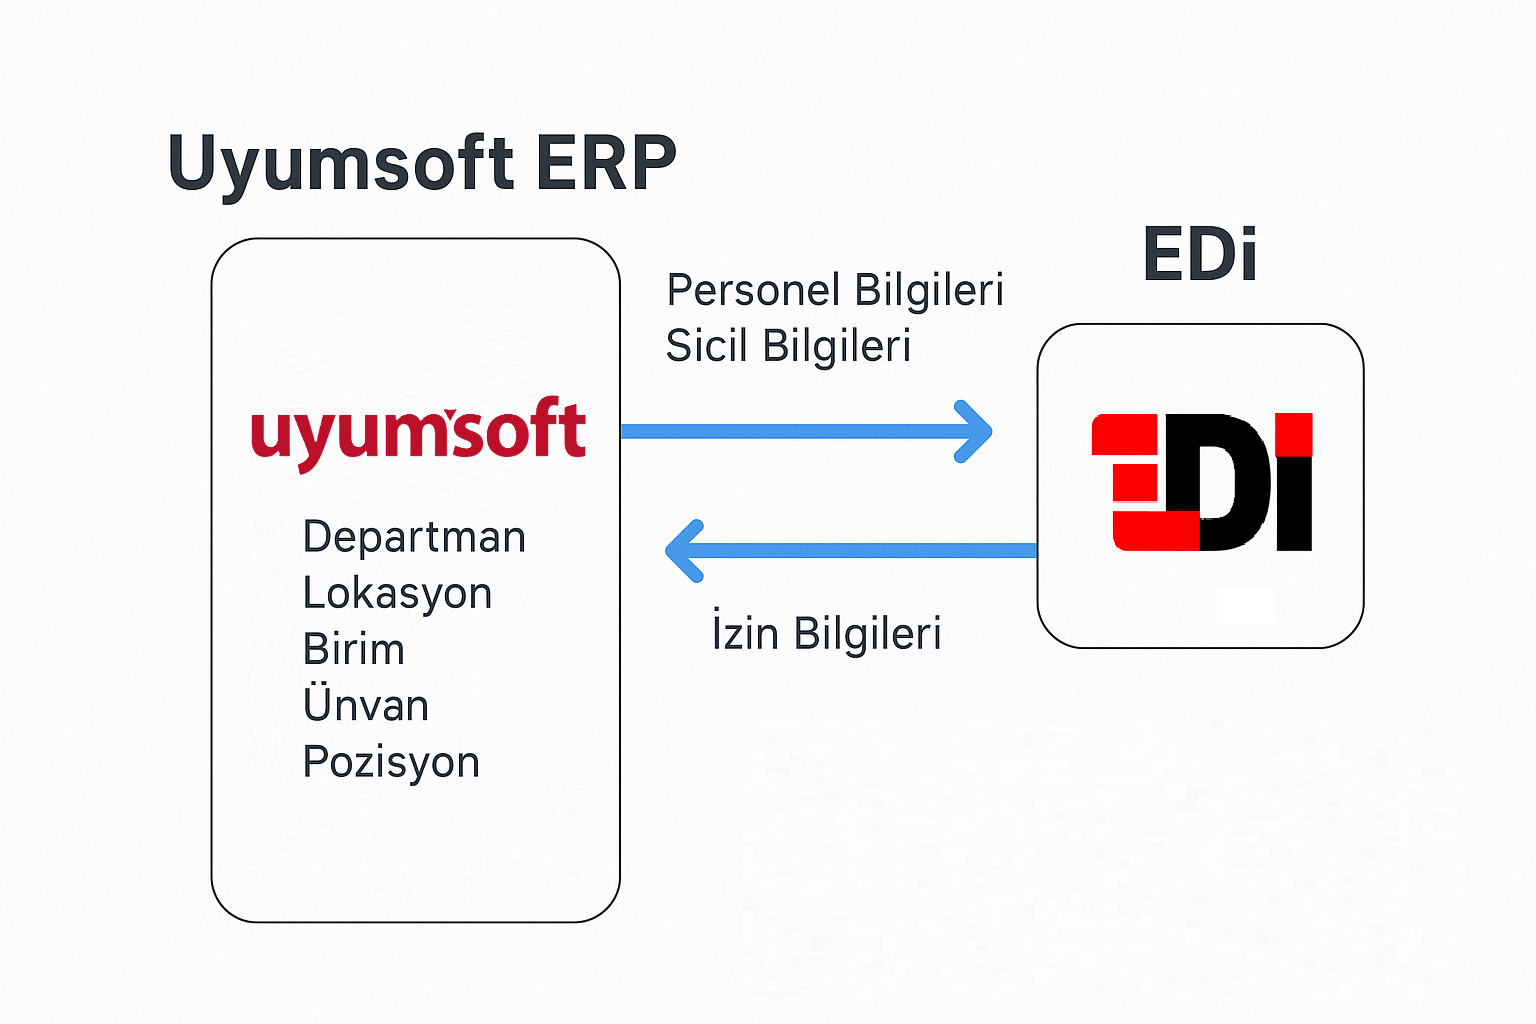 Uyumsoft ERP
uyumsoft
Departman
Lokasyon
Birim
Ünvan
Pozisyon
Personel Bilgileri
Sicil Bilgileri
İzin Bilgileri
EDi
EDi